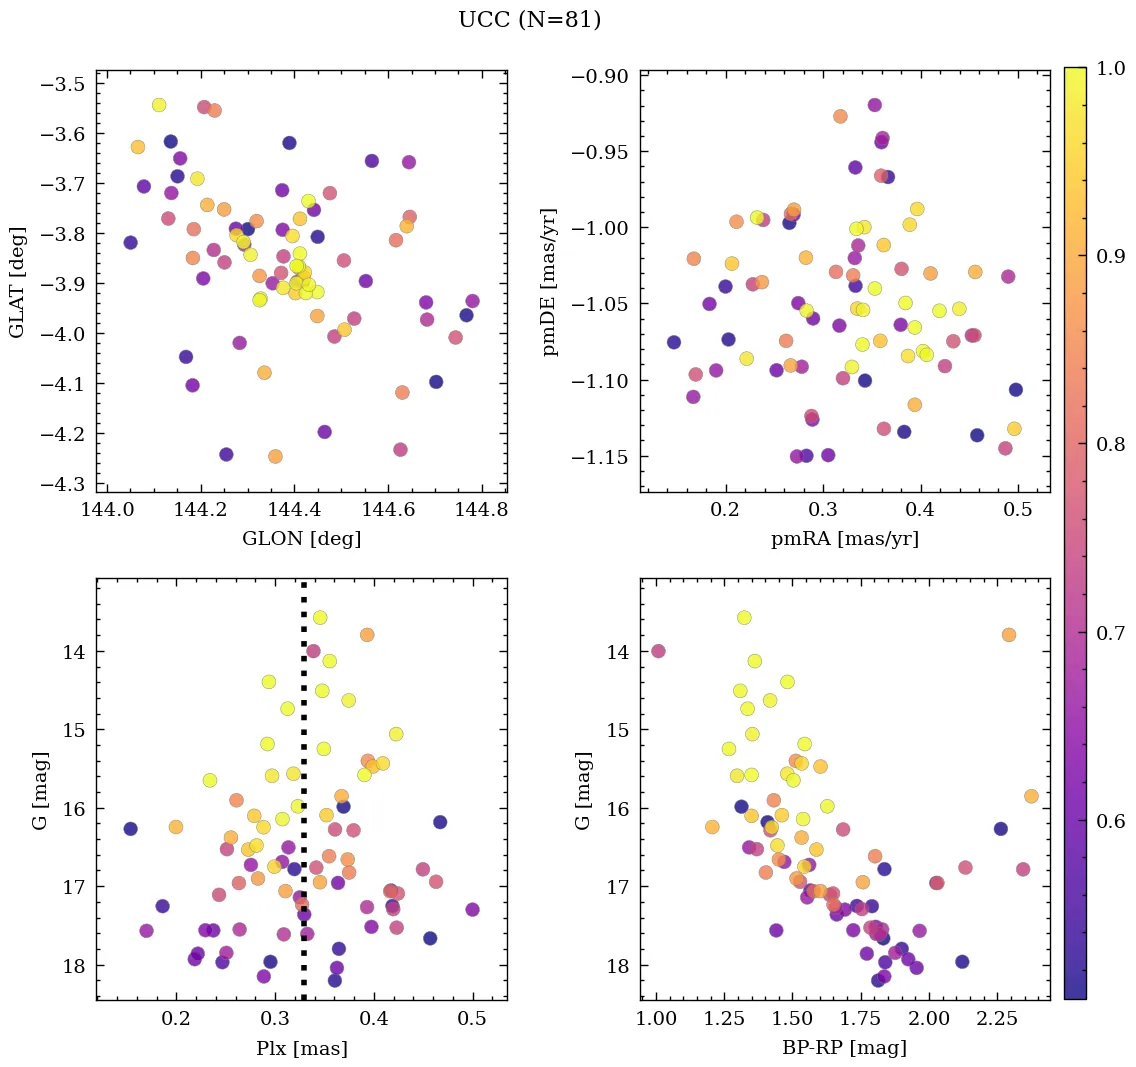 UCC (N=81)
−3.5
−3.6
−3.7
−3.8
−3.9
−4.0
−4.1
−4.2
−4.3
GLAT [deg]
144.0 144.2 144.4 144.6 144.8
GLON [deg]
−0.90
−0.95
−1.00
−1.05
−1.10
−1.15
pmDE [mas/yr]
0.2 0.3 0.4 0.5
pmRA [mas/yr]
14
15
16
17
18
G [mag]
0.2 0.3 0.4 0.5
Plx [mas]
14
15
16
17
18
G [mag]
1.00 1.25 1.50 1.75 2.00 2.25
BP-RP [mag]
1.0
0.9
0.8
0.7
0.6